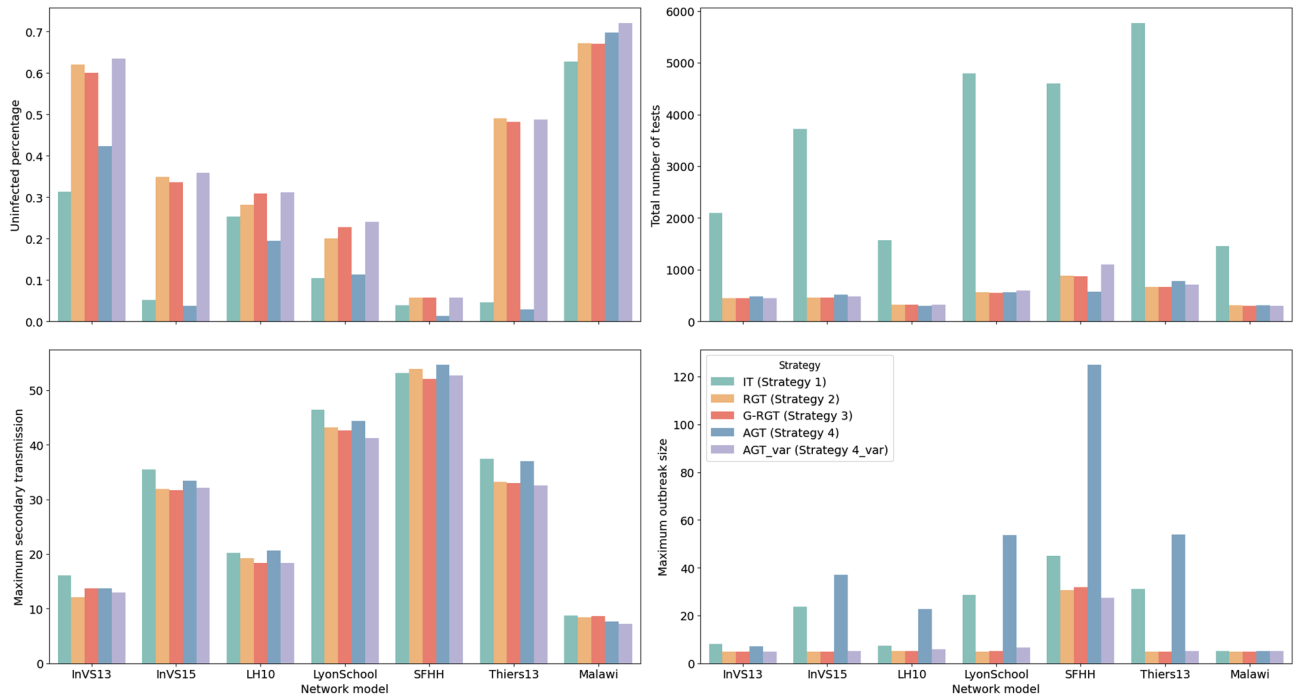 Uninfected percentage
0.7
0.6
0.5
0.4
0.3
0.2
0.1
0.0
Total number of tests
6000
5000
4000
3000
2000
1000
0
Maximum secondary transmission
50
40
30
20
10
0
InVS13 InVS15 LH10 LyonSchool SFHH Thiers13 Malawi
Network model
Maximum outbreak size
120
100
80
60
40
20
0
Strategy
IT (Strategy 1)
RGT (Strategy 2)
G-RGT (Strategy 3)
AGT (Strategy 4)
AGT_var (Strategy 4_var)
InVS13 InVS15 LH10 LyonSchool SFHH Thiers13 Malawi
Network model